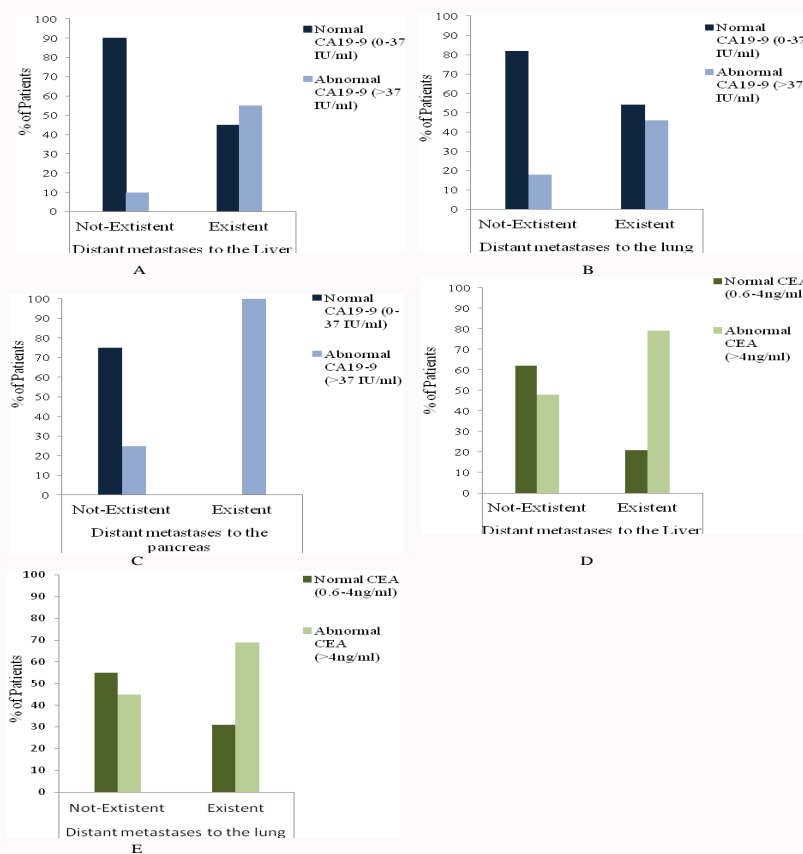 100
90
80
70
60
50
40
30
20
10
0
% of Patients
Normal
CA19-9 (0-37
IU/ml)
Abnormal
CA19-9 (>37
IU/ml)
Not-Extistent
Existent
Distant metastases to the Liver
A
100
80
60
40
20
0
% of Patients
Normal
CA19-9 (0-37
IU/ml)
Abnormal
CA19-9 (>37
IU/ml)
Not-Extistent
Existent
Distant metastases to the lung
B
100
90
80
70
60
50
40
30
20
10
0
% of Patients
Normal
CA19-9 (0-
37 IU/ml)
Abnormal
CA19-9
(>37 IU/ml)
Not-Extistent
Existent
Distant metastases to the
pancreas
C
100
90
80
70
60
50
40
30
20
10
0
% of Patients
Normal CEA
(0.6-4ng/ml)
Abnormal
CEA
(>4ng/ml)
Not-Extistent
Existent
Distant metastases to the Liver
D
100
90
80
70
60
50
40
30
20
10
0
% of Patients
Normal CEA
(0.6-4ng/ml)
Abnormal
CEA
(>4ng/ml)
Not-Extistent
Existent
Distant metastases to the lung
E